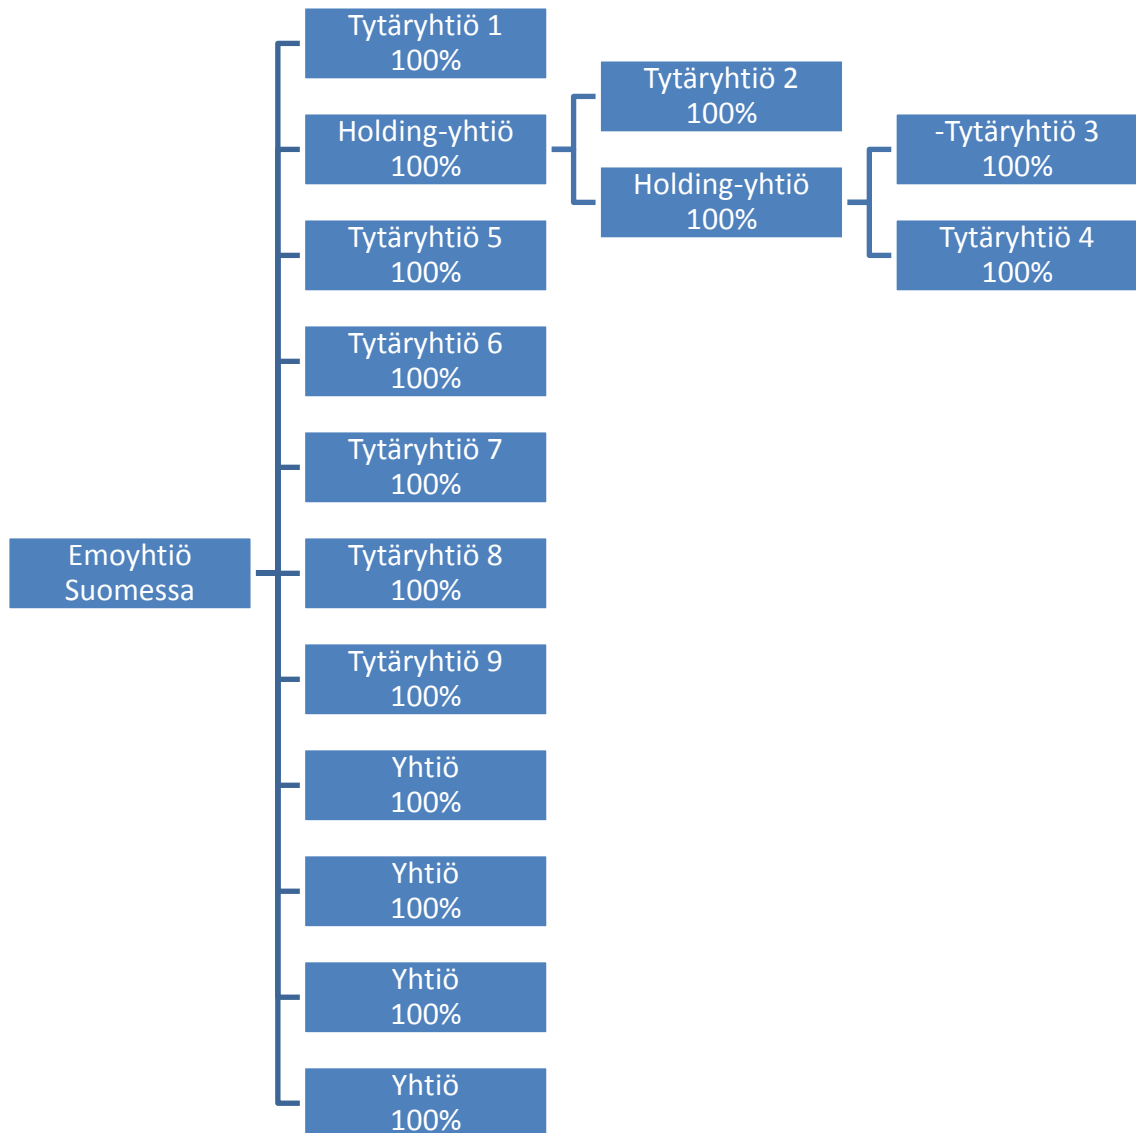 Tytäryhtiö 1
100%
Holding-yhtiö
100%
Tytäryhtiö 2
100%
Holding-yhtiö
100%
-Tytäryhtiö 3
100%
Tytäryhtiö 4
100%
Tytäryhtiö 5
100%
Tytäryhtiö 6
100%
Tytäryhtiö 7
100%
Emoyhtiö
Suomessa
Tytäryhtiö 8
100%
Tytäryhtiö 9
100%
Yhtiö
100%
Yhtiö
100%
Yhtiö
100%
Yhtiö
100%